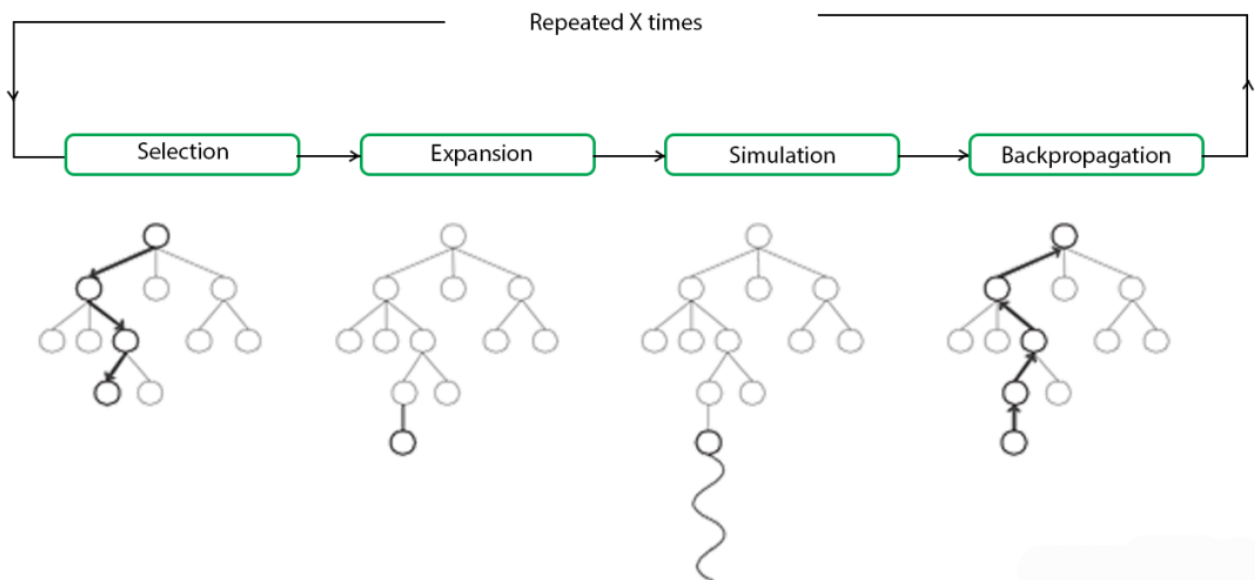 Repeated X times
Selection
Expansion
Simulation
Backpropagation